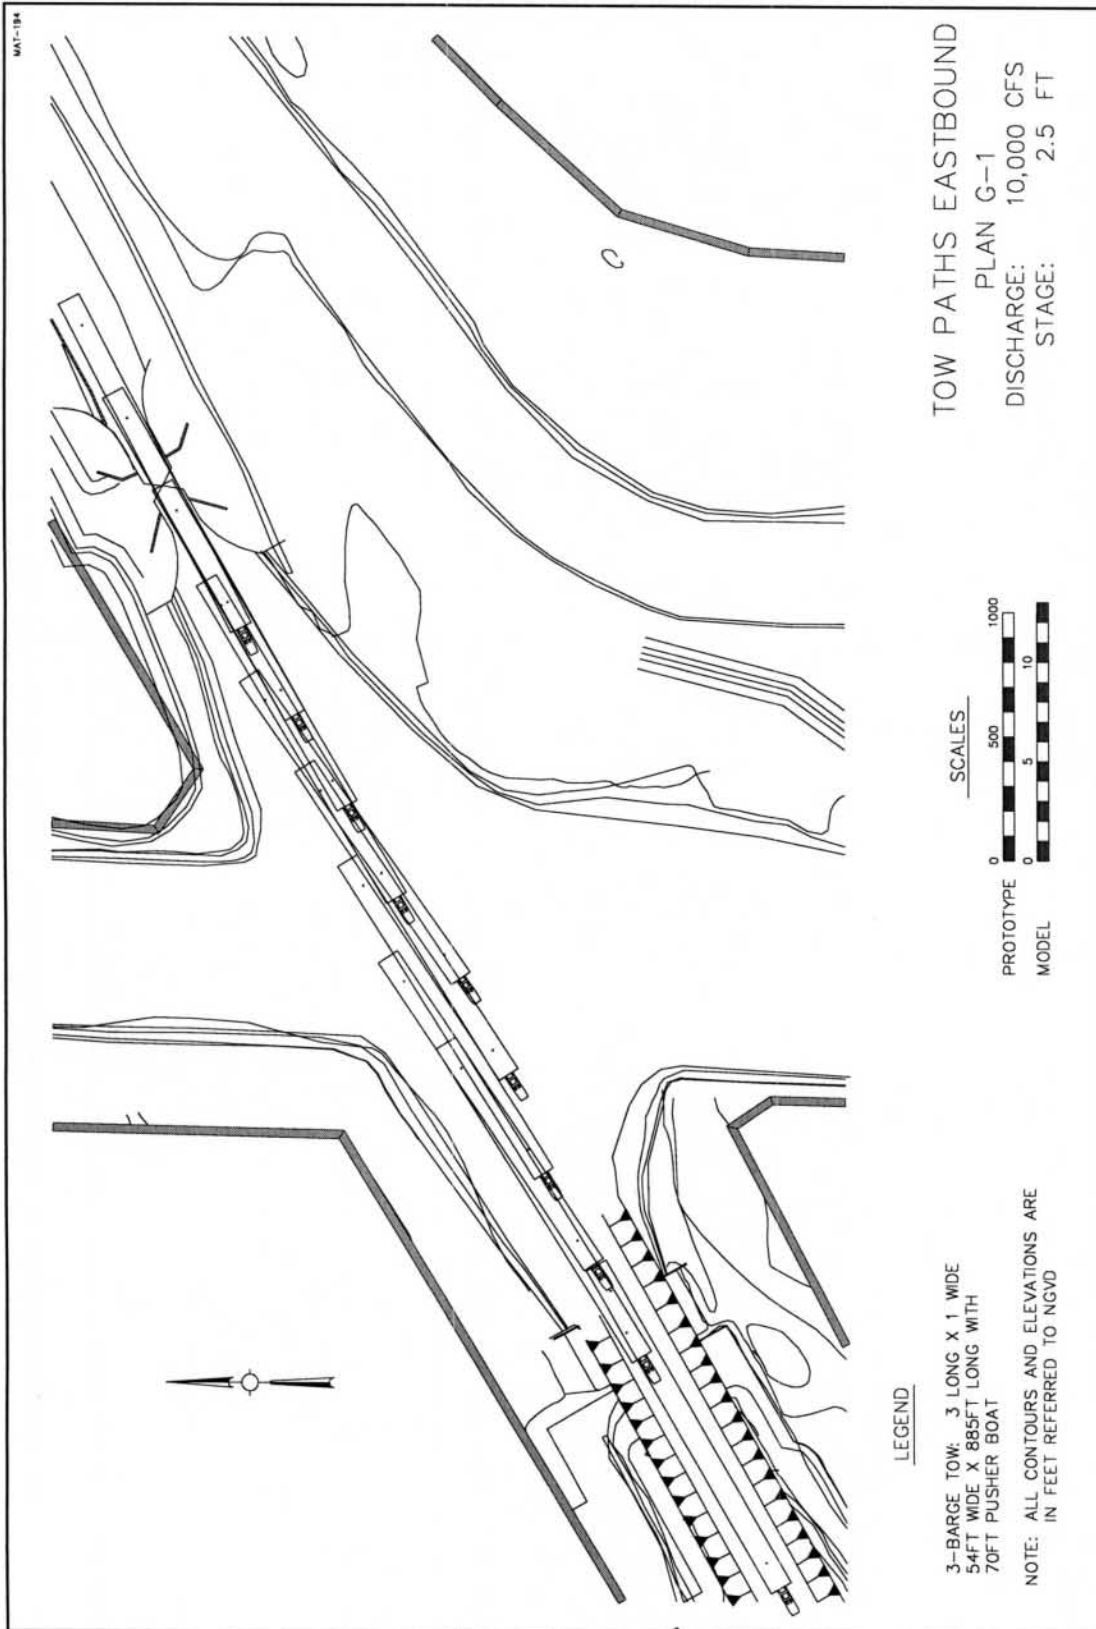 MAT-194
TOW PATHS EASTBOUND
PLAN G-1
DISCHARGE: 10,000 CFS
STAGE: 2.5 FT
SCALES
PROTOTYPE 0 500 1000
MODEL 0 5 10
LEGEND
3-BARGE TOW: 3 LONG X 1 WIDE
54FT WIDE X 885FT LONG WITH
70FT PUSHER BOAT
NOTE: ALL CONTOURS AND ELEVATIONS ARE
IN FEET REFERRED TO NGVD